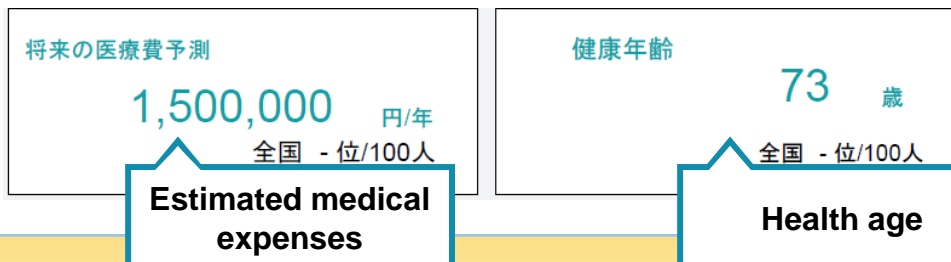 将来の医療費予測
1,500,000 円/年
全国 - 位/100人
Estimated medical
expenses
健康年齢
73 歳
全国 - 位/100人
Health age